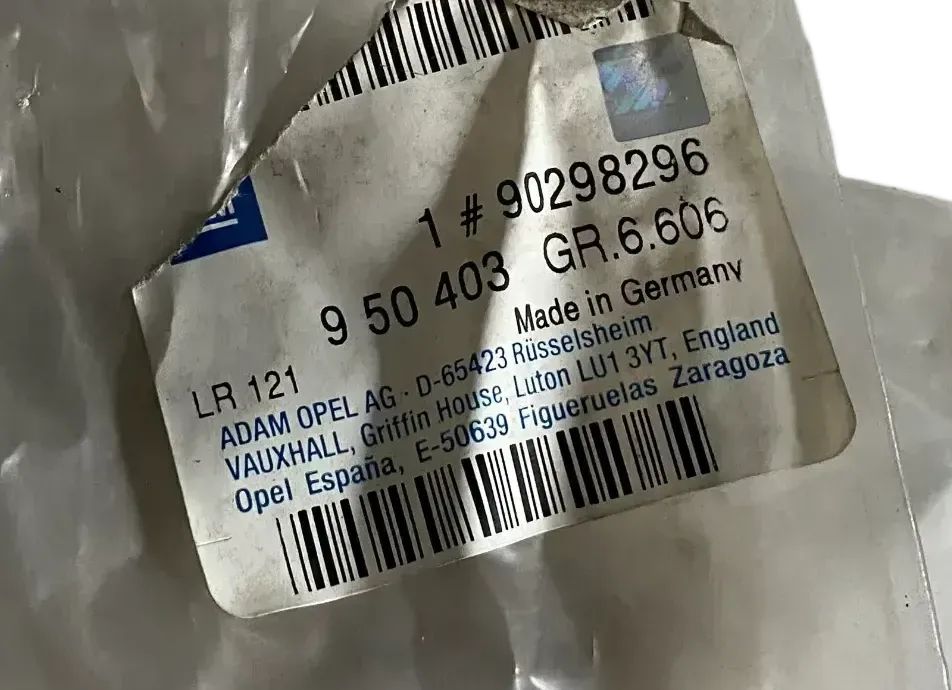 1 # 90298296
9 50 403 GR.6.606
Made in Germany
LR 121
ADAM OPEL AG · D-65423 Rüsselsheim
VAUXHALL, Griffin House, Luton LU1 3YT, England
Opel España, E-50639 Figueruelas Zaragoza